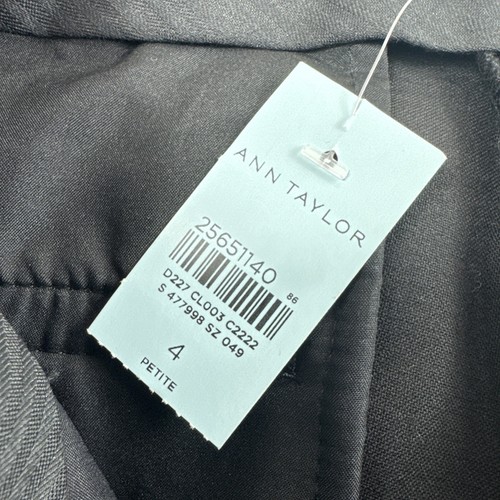 ANN TAYLOR
25651140
86
D227 CL003 C2222
S 477998 SZ 049
4
PETITE